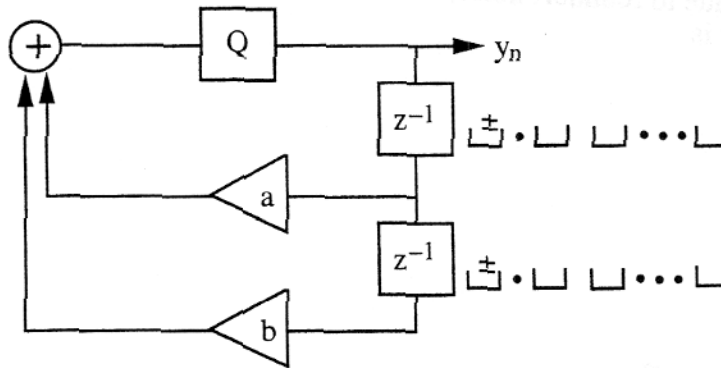 + Q yₙ
z⁻¹ ±
a
z⁻¹ ±
b